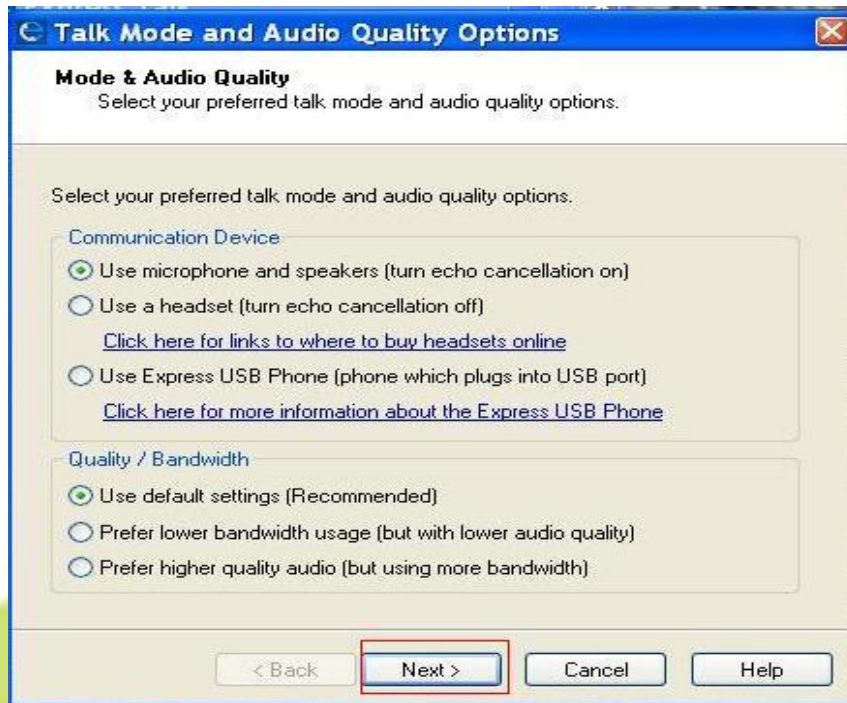 Talk Mode and Audio Quality Options
Mode & Audio Quality
Select your preferred talk mode and audio quality options.
Select your preferred talk mode and audio quality options.
Communication Device
Use microphone and speakers (turn echo cancellation on)
Use a headset (turn echo cancellation off)
Click here for links to where to buy headsets online
Use Express USB Phone (phone which plugs into USB port)
Click here for more information about the Express USB Phone
Quality / Bandwidth
Use default settings (Recommended)
Prefer lower bandwidth usage (but with lower audio quality)
Prefer higher quality audio (but using more bandwidth)
< Back Next > Cancel Help